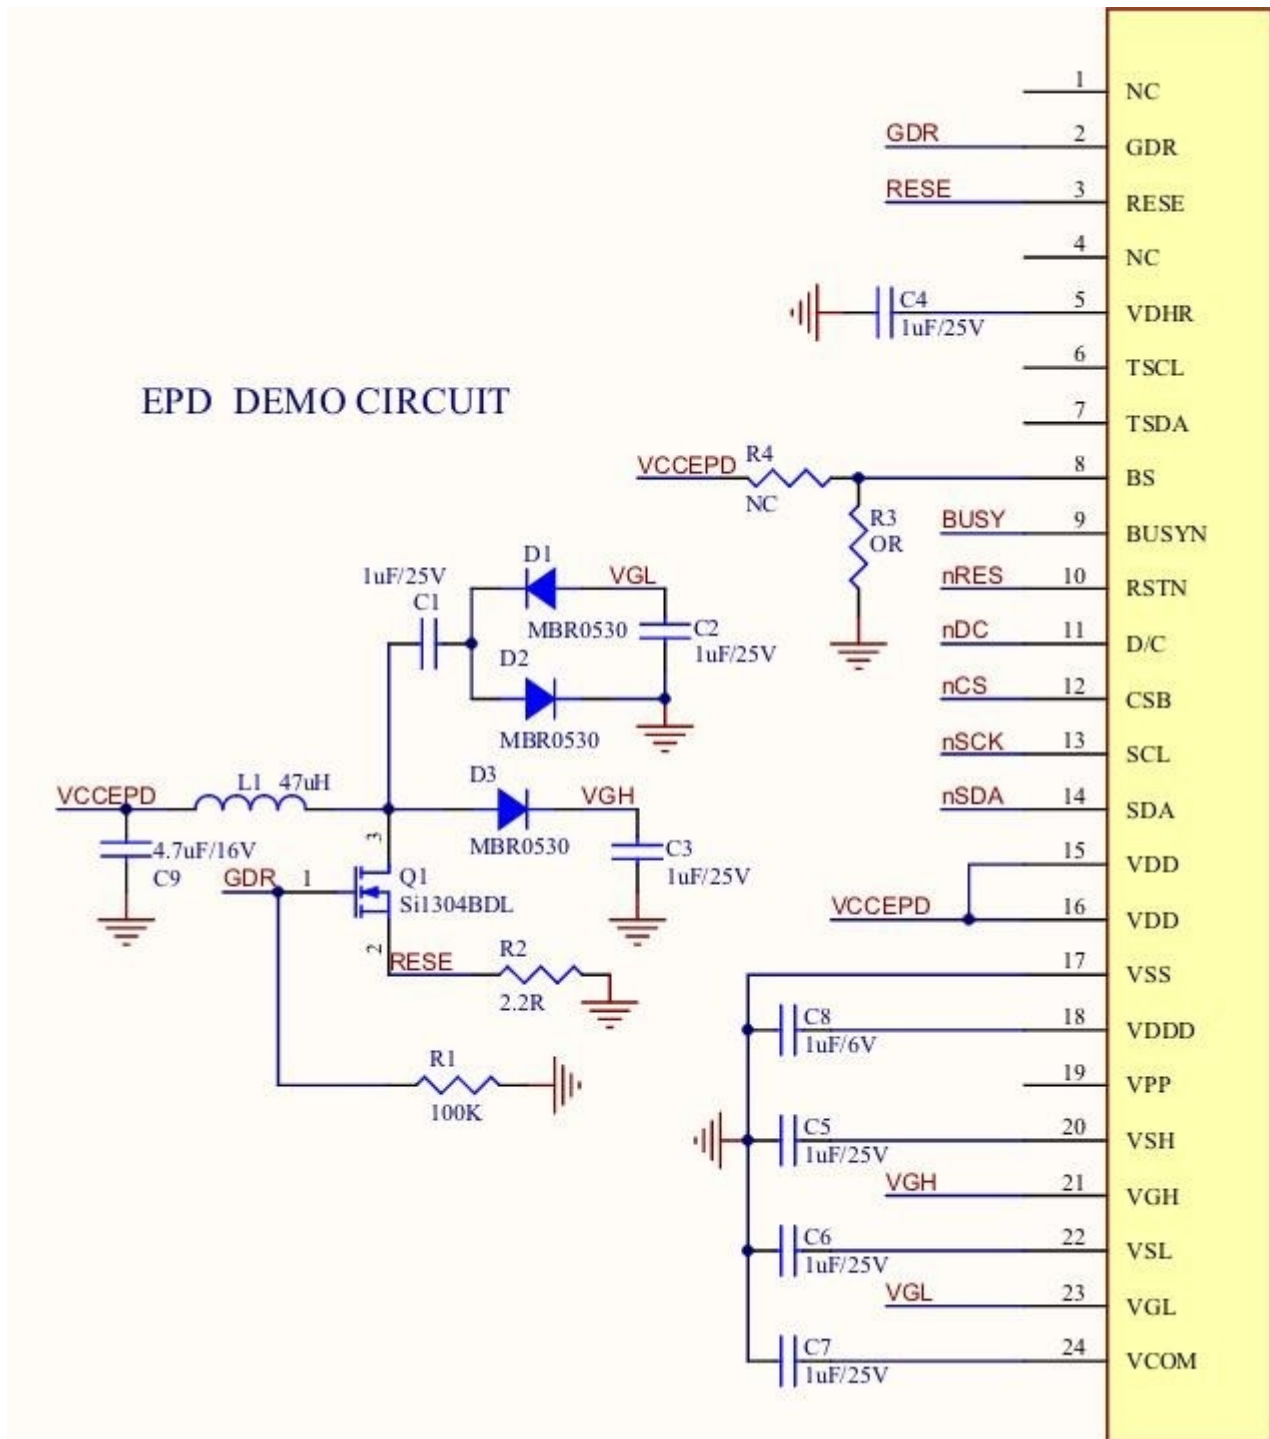 1 NC
GDR 2 GDR
RESE 3 RESE
4 NC
C4
1uF/25V
5 VDHR
6 TSCL
7 TSDA
EPD DEMO CIRCUIT
VCCEPD
R4
NC
8 BS
R3
OR
BUSY 9 BUSYN
nRES 10 RSTN
nDC 11 D/C
nCS 12 CSB
nSCK 13 SCL
nSDA 14 SDA
15 VDD
VCCEPD 16 VDD
17 VSS
C8
1uF/6V
18 VDDD
19 VPP
C5
1uF/25V
20 VSH
VGH 21 VGH
C6
1uF/25V
22 VSL
VGL 23 VGL
C7
1uF/25V
24 VCOM
1uF/25V
C1
D1
MBR0530
VGL
C2
1uF/25V
D2
MBR0530
VCCEPD
L1 47uH
D3
MBR0530
VGH
C3
1uF/25V
4.7uF/16V
C9
GDR 1
3
Q1
Si1304BDL
2
RESE
R2
2.2R
R1
100K